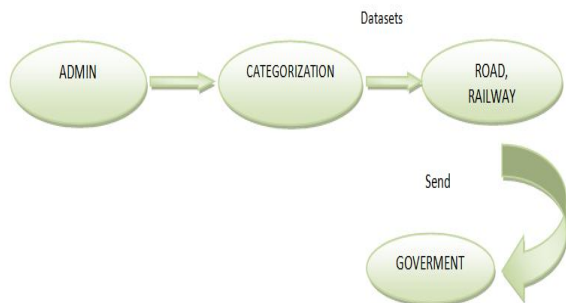 Datasets
ADMIN
CATEGORIZATION
ROAD,
RAILWAY
Send
GOVERMENT